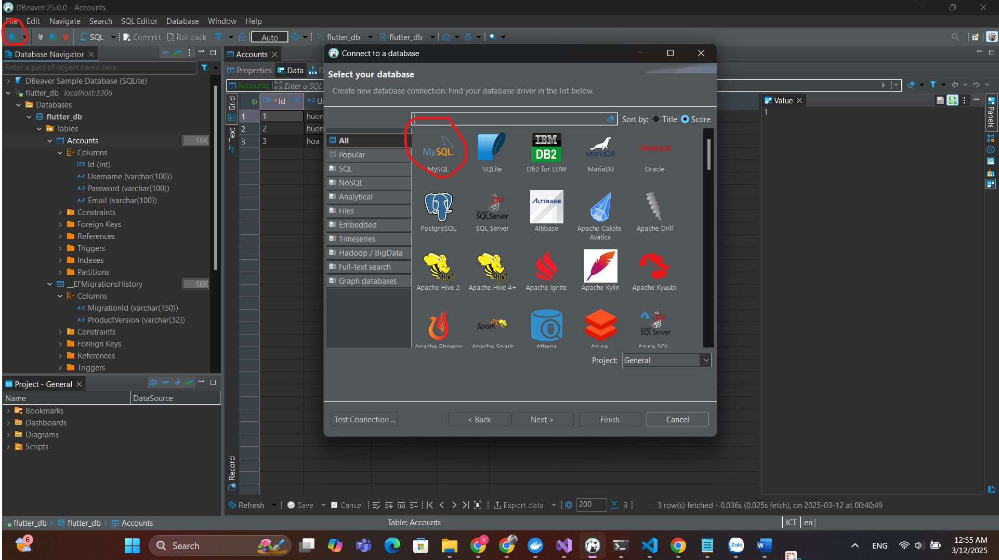 DBeaver 25.0.0 - Accounts
File Edit Navigate Search SQL Editor Database Window Help
SQL Commit Rollback Auto flutter_db flutter_db
Database Navigator
Enter a part of object name here
DBeaver Sample Database (SQLite)
flutter_db localhost:3306
Databases
flutter_db
Tables
Accounts 16K
Columns
123 Id (int)
A-Z Username (varchar(100))
A-Z Password (varchar(100))
A-Z Email (varchar(100))
Constraints
Foreign Keys
References
Triggers
Indexes
Partitions
__EFMigrationsHistory 16K
Columns
A-Z MigrationId (varchar(150))
A-Z ProductVersion (varchar(32))
Constraints
Foreign Keys
References
Triggers
Project - General
Name DataSource
Bookmarks
Dashboards
Diagrams
Scripts
Accounts
Properties Data D
Accounts Enter a SQL
Grid
Text
Record
123 Id A-Z Us
1 1 huon
2 2 huon
3 3 hoa
Connect to a database
Select your database
Create new database connection. Find your database driver in the list below.
Sort by: Title Score
All
Popular
SQL
NoSQL
Analytical
Files
Embedded
Timeseries
Hadoop / BigData
Full-text search
Graph databases
MySQL IBM DB2 MariaDB ORACLE
MySQL SQLite Db2 for LUW MariaDB Oracle
Microsoft SQL Server ALTIBASE
PostgreSQL SQL Server Altibase Apache Calcite Avatica Apache Drill
HIVE HIVE
Apache Hive 2 Apache Hive 4+ Apache Ignite Apache Kylin Apache Kyuubi
Spark SQL Server
Apache Phoenix Apache Spark Athena Azure Azure SQL
Project: General
Test Connection ... < Back Next > Finish Cancel
Value
1
Panels
Refresh Save Cancel Export data 200 3 3 row(s) fetched - 0.036s (0.025s fetch), on 2025-03-12 at 00:40:49
flutter_db flutter_db Accounts Table: Accounts ICT en
6 Search V Zalo W ENG 12:55 AM
3/12/2025